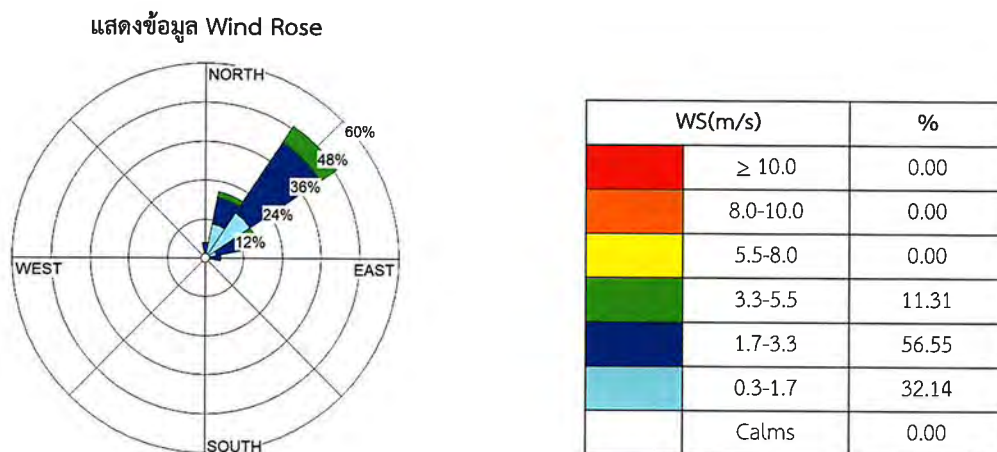 แสดงข้อมูล Wind Rose
NORTH
60%
48%
36%
24%
12%
WEST
EAST
SOUTH
WS(m/s) %
≥ 10.0 0.00
8.0-10.0 0.00
5.5-8.0 0.00
3.3-5.5 11.31
1.7-3.3 56.55
0.3-1.7 32.14
Calms 0.00